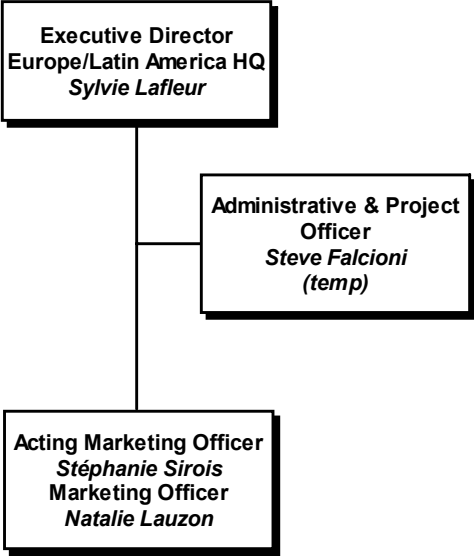 Executive Director
Europe/Latin America HQ
Sylvie Lafleur
Administrative & Project
Officer
Steve Falcioni
(temp)
Acting Marketing Officer
Stéphanie Sirois
Marketing Officer
Natalie Lauzon